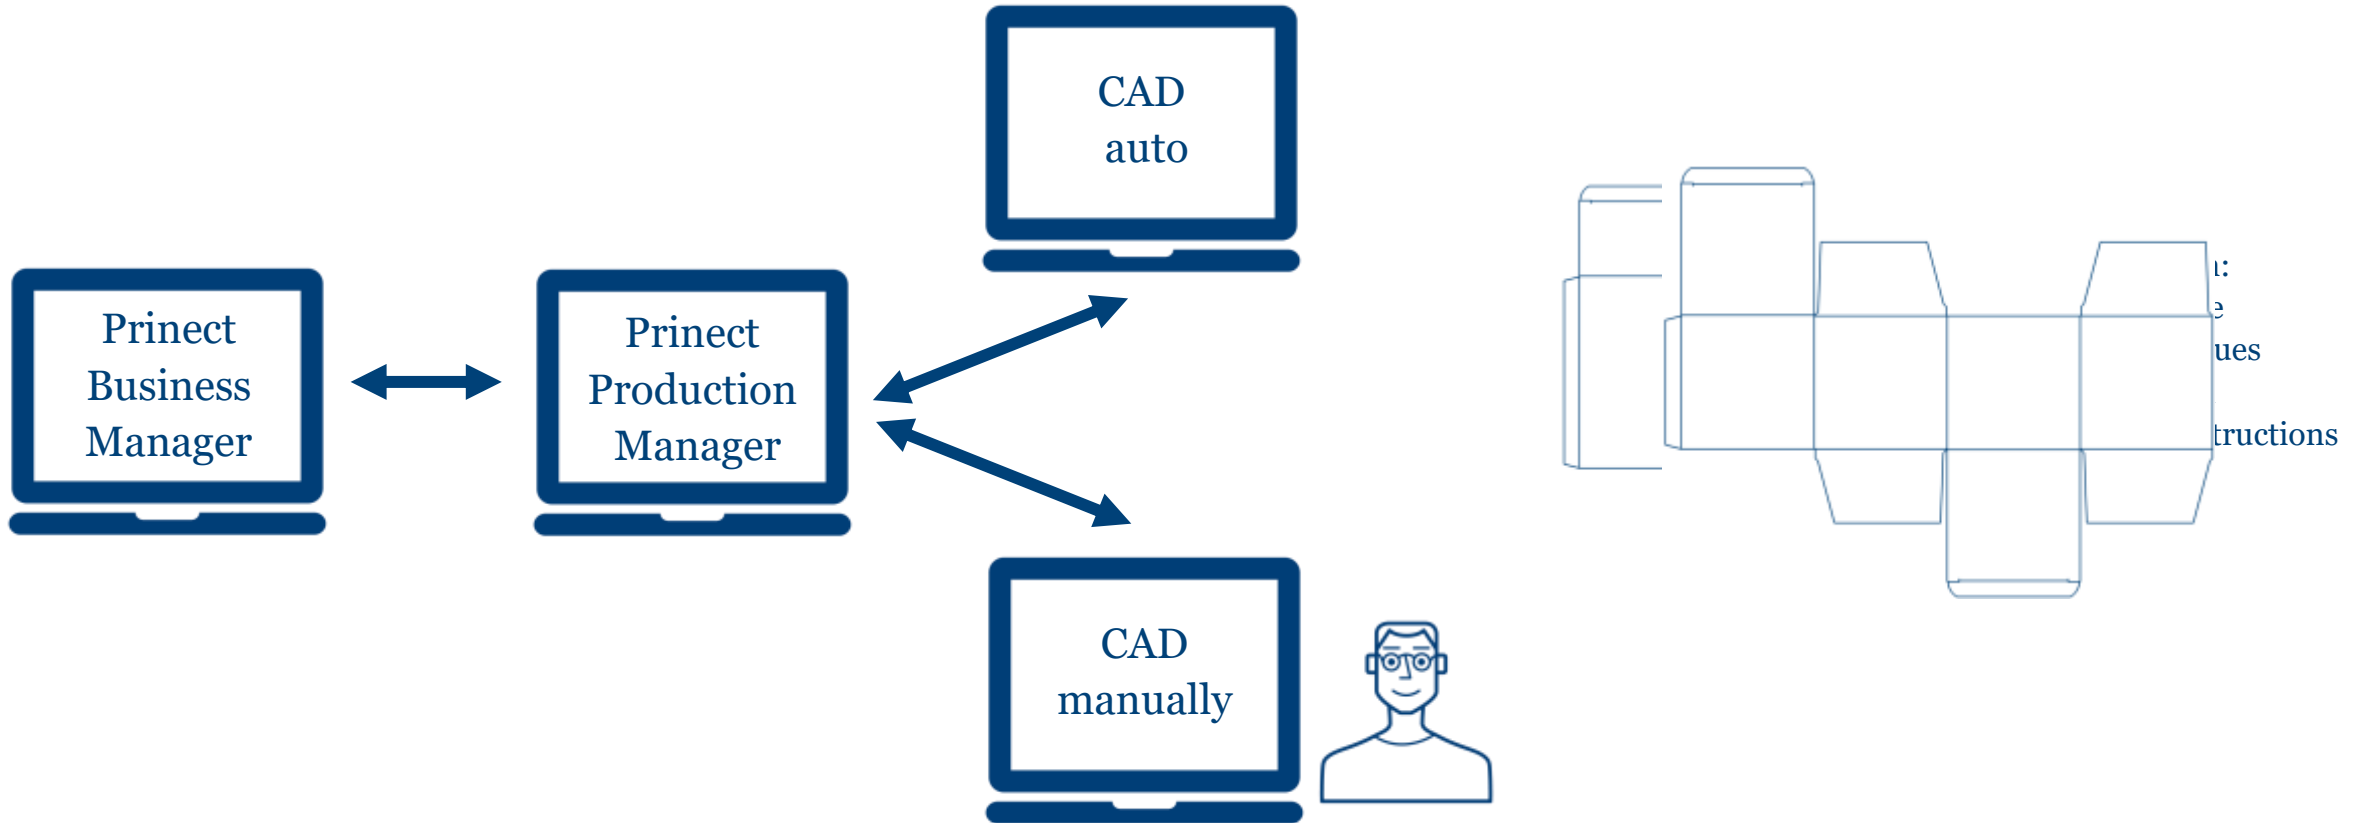 CAD
auto
Prinect
Business
Manager
Prinect
Production
Manager
CAD
manually